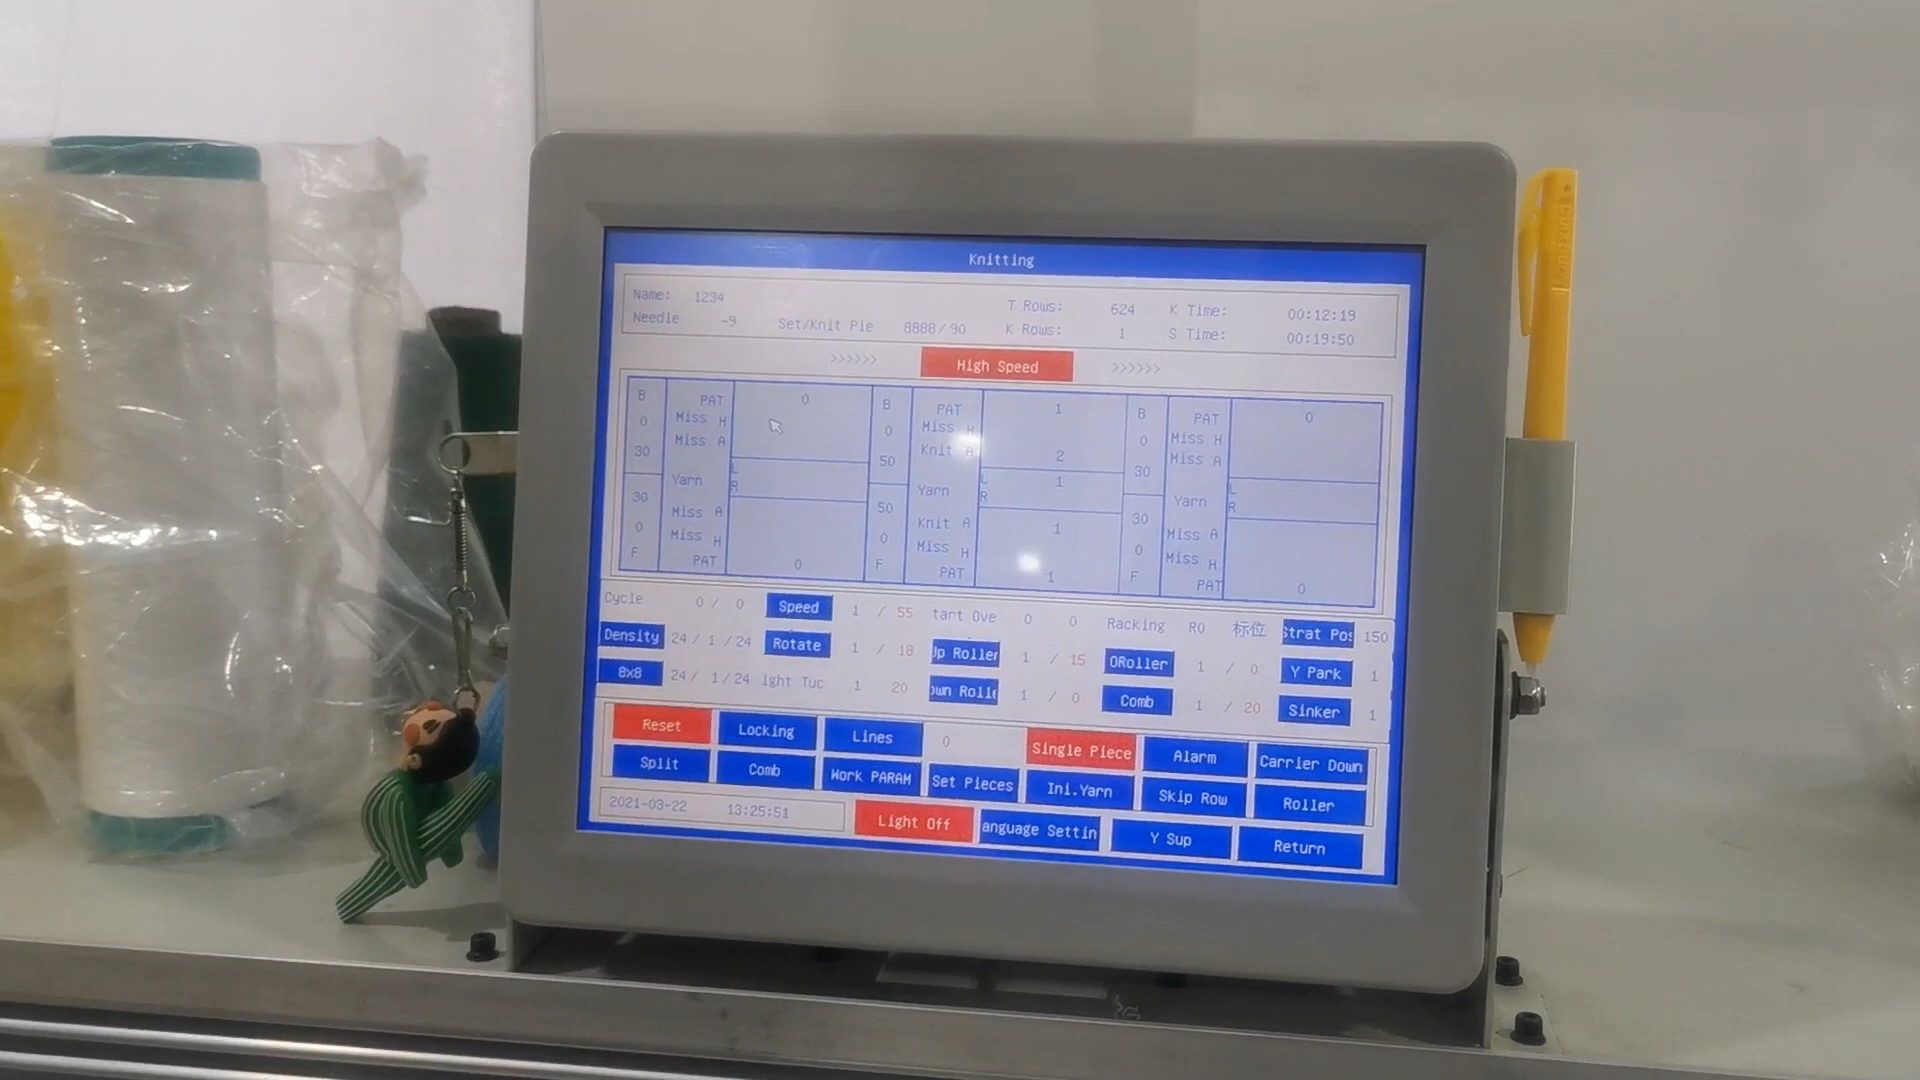 Knitting
Name: 1234 T Rows: 624 K Time: 00:12:19
Needle -9 Set/Knit Pie 8888/90 K Rows: 1 S Time: 00:19:50
>>>>>> High Speed >>>>>>
B PAT 0 B PAT 1 B PAT 0
0 Miss H 0 Miss H 0 Miss H
30 Miss A 50 Knit A 2 30 Miss A
Yarn L R Yarn L 1 R Yarn L R
30 Miss A 50 Knit A 1 30 Miss A
0 Miss H 0 Miss H 0 Miss H
F PAT 0 F PAT 1 F PAT 0
Cycle 0/ 0 Speed 1 / 55 tart Ove 0 0 Racking R0 标位 Strat Pos 150
Density 24/ 1 /24 Rotate 1 / 18 Up Roller 1 / 15 ORoller 1 / 0 Y Park 1
8x8 24/ 1/24 ight Tuc 1 20 own Rolle 1 / 0 Comb 1 / 20 Sinker 1
Reset Locking Lines 0 Single Piece Alarm Carrier Down
Split Comb Work PARAM Set Pieces Ini.Yarn Skip Row Roller
2021-03-22 13:25:51 Light Off anguage Settin Y Sup Return